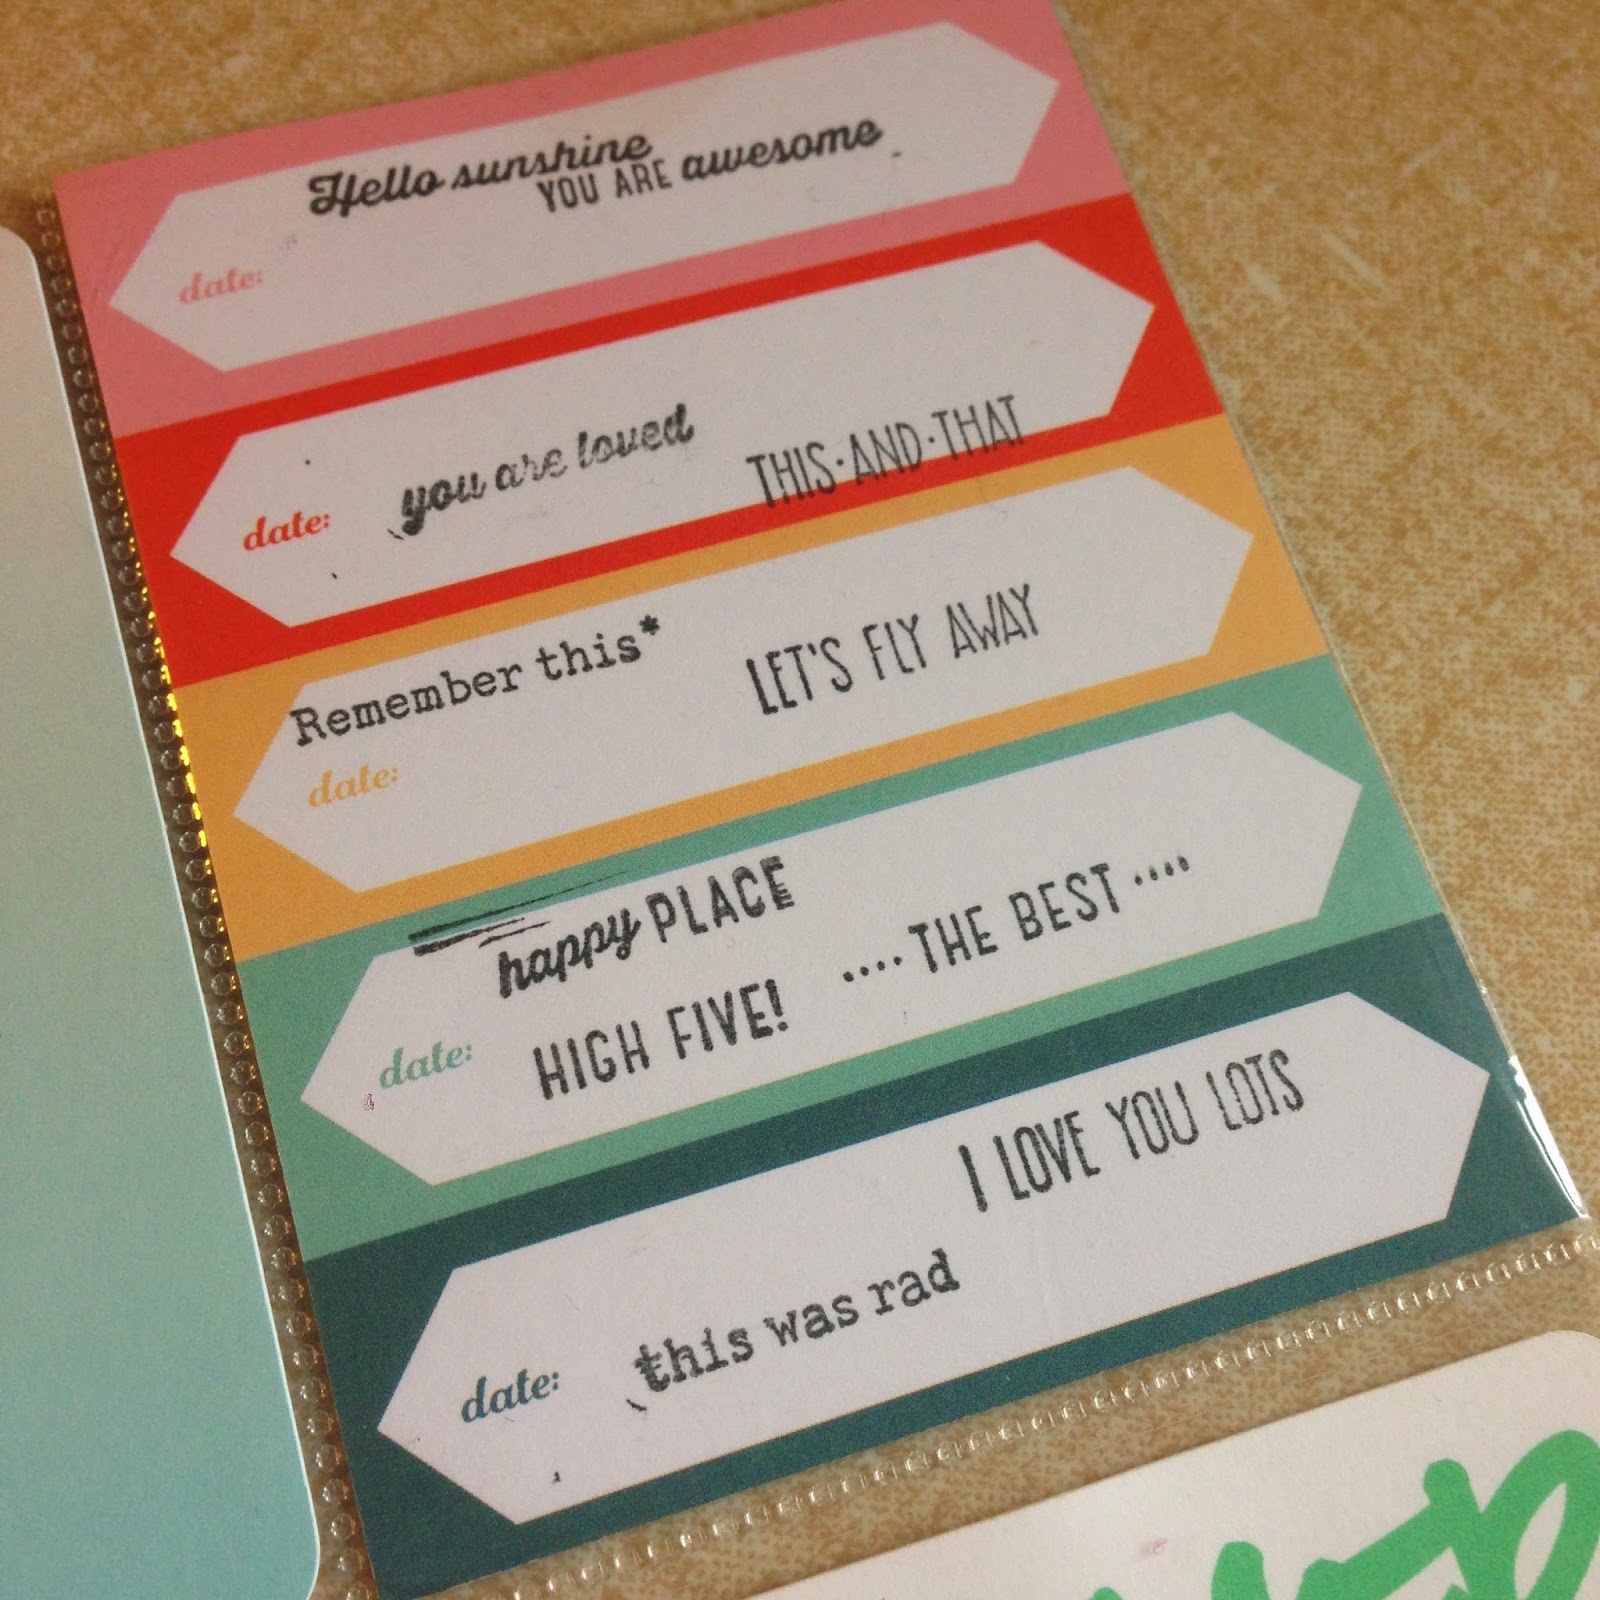 Hello sunshine
YOU ARE awesome
date:
you are loved
THIS·AND·THAT
date:
Remember this*
LET'S FLY AWAY
date:
happy PLACE
....THE BEST....
HIGH FIVE!
date:
I LOVE YOU LOTS
this was rad
date: